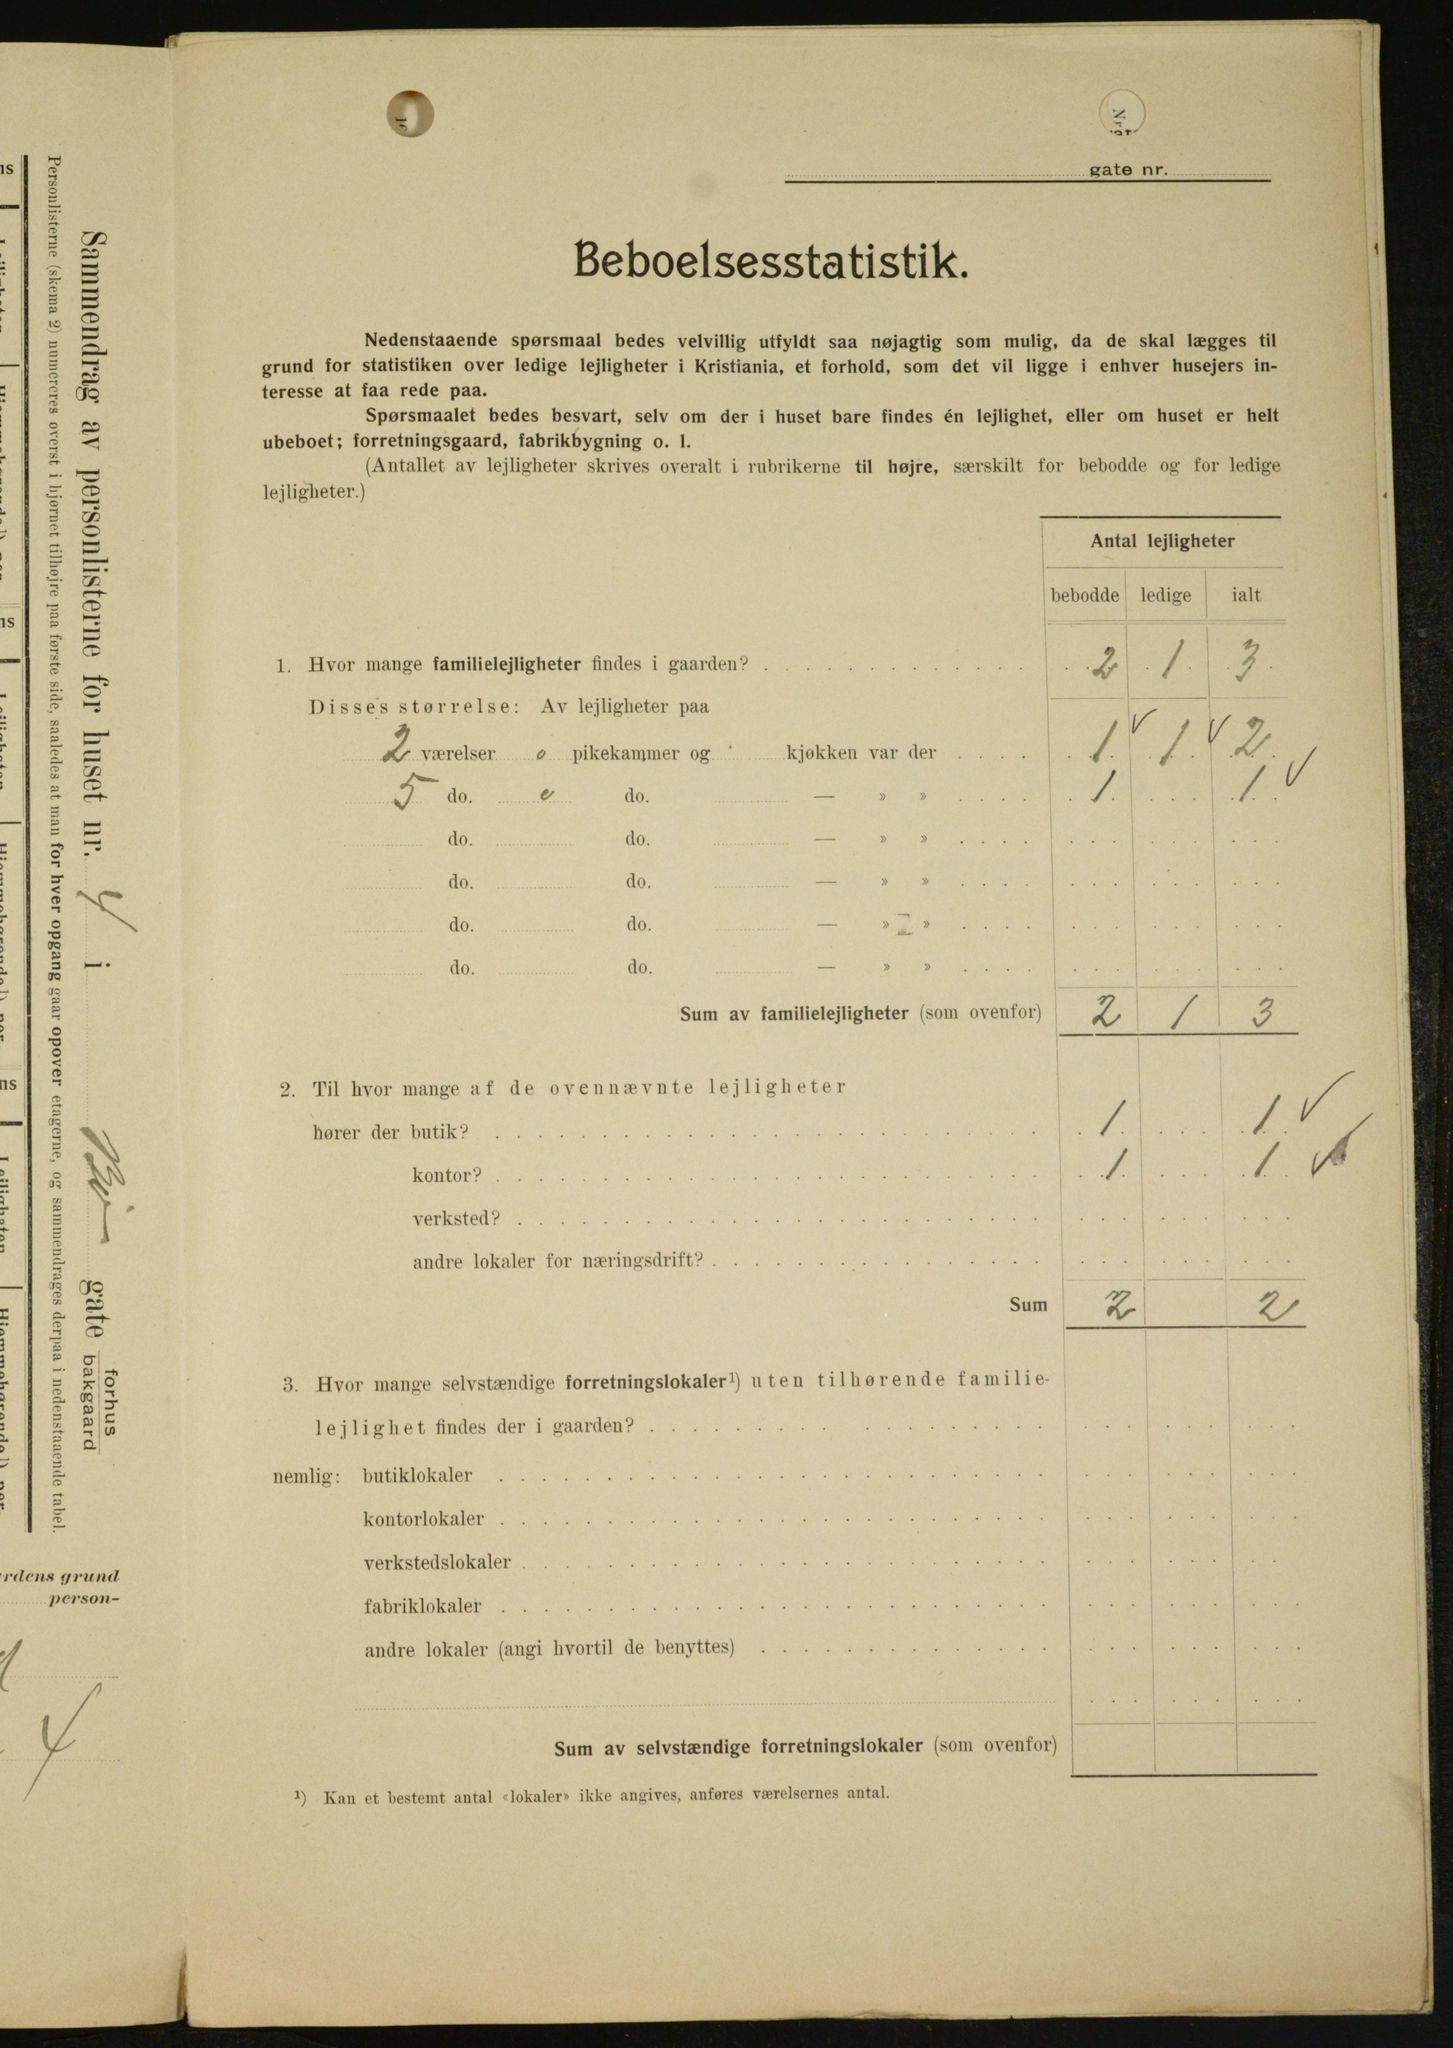 gate nr.
Beboelsesstatistik.
Nedenstaaende spørsmaal bedes velvillig utfyldt saa nøjagtig som mulig, da de skal lægges til
grund for statistiken over ledige lejligheter i Kristiania, et forhold, som det vil ligge i enhver husejers in-
teresse at faa rede paa.
Spørsmaalet bedes besvart, selv om der i huset bare findes én lejlighet, eller om huset er helt
ubeboet; forretningsgaard, fabrikbygning o. l.
(Antallet av lejligheter skrives overalt i rubrikerne til højre, særskilt for bebodde og for ledige
lejligheter.)
Antal lejligheter
bebodde ledige ialt
1. Hvor mange familielejligheter findes i gaarden? 2 1 3
Disses størrelse: Av lejligheter paa
2 værelser o pikekammer og kjøkken var der 1 ✓ 1 ✓ 2
5 do. o do. — » » 1 1 ✓
do. do. — » »
do. do. — » »
do. do. — » »
do. do. — » »
Sum av familielejligheter (som ovenfor) 2 1 3
2. Til hvor mange af de ovennævnte lejligheter
hører der butik? 1 1 ✓
kontor? 1 1 ✓
verksted?
andre lokaler for næringsdrift?
Sum 2 2
3. Hvor mange selvstændige forretningslokaler¹) uten tilhørende familie-
lejlighet findes der i gaarden?
nemlig: butiklokaler
kontorlokaler
verkstedslokaler
fabriklokaler
andre lokaler (angi hvortil de benyttes)
Sum av selvstændige forretningslokaler (som ovenfor)
¹) Kan et bestemt antal «lokaler» ikke angives, anføres værelsernes antal.
Sammendrag av personlisterne for huset nr. 4 i gate forhus bakgaard
Personlisterne (skema 2) numereres øverst i hjørnet tilhøjre paa første side, saaledes at man for hver opgang gaar opover etagerne, og sammendrages derpaa i nedenstaaende tabel.
rdens grund
person-
4